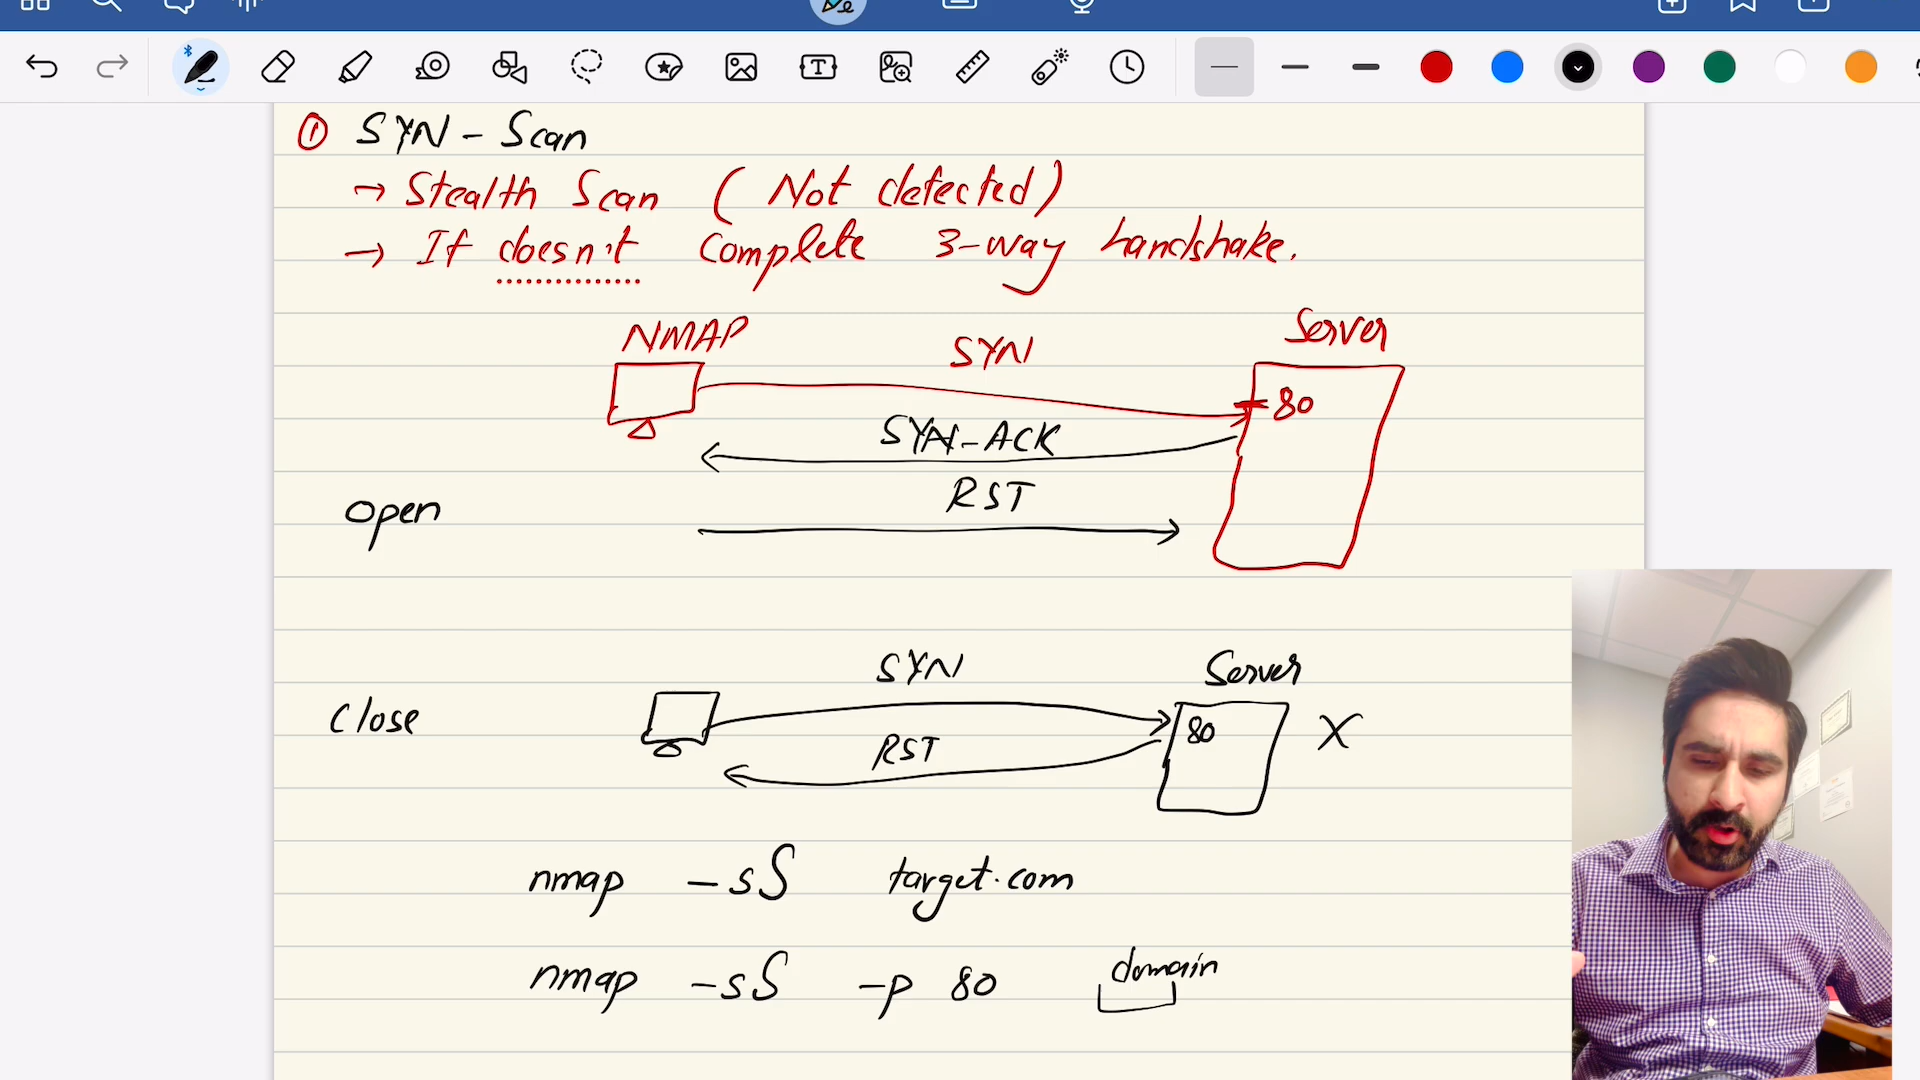 ① SYN - Scan
→ Stealth Scan ( Not detected )
→ If doesn't complete 3-way handshake.
NMAP
Server
SYN
80
SYN-ACK
RST
open
SYN
Server
Close
80
X
RST
nmap -sS target.com
nmap -sS -p 80 domain